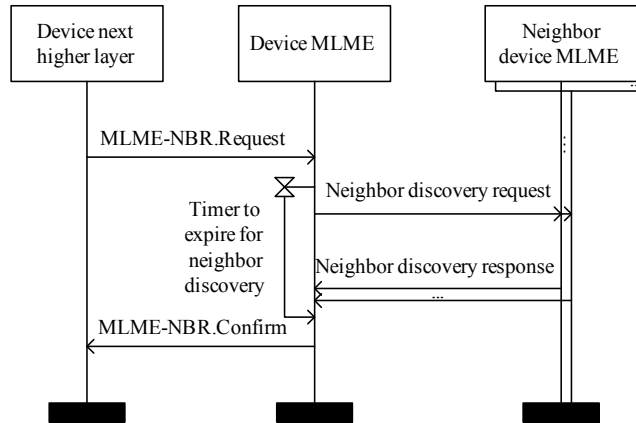 Device next
higher layer
Device MLME
Neighbor
device MLME
...
...
MLME-NBR.Request
Neighbor discovery request
Timer to
expire for
neighbor
discovery
Neighbor discovery response
...
MLME-NBR.Confirm